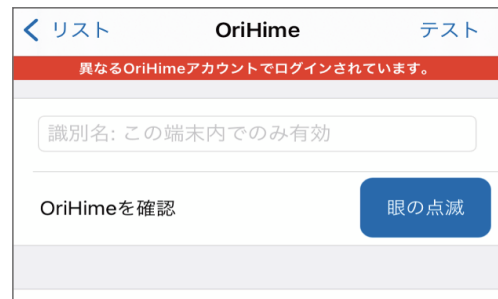 リスト OriHime テスト
異なるOriHimeアカウントでログインされています。
識別名: この端末内でのみ有効
OriHimeを確認 眼の点滅